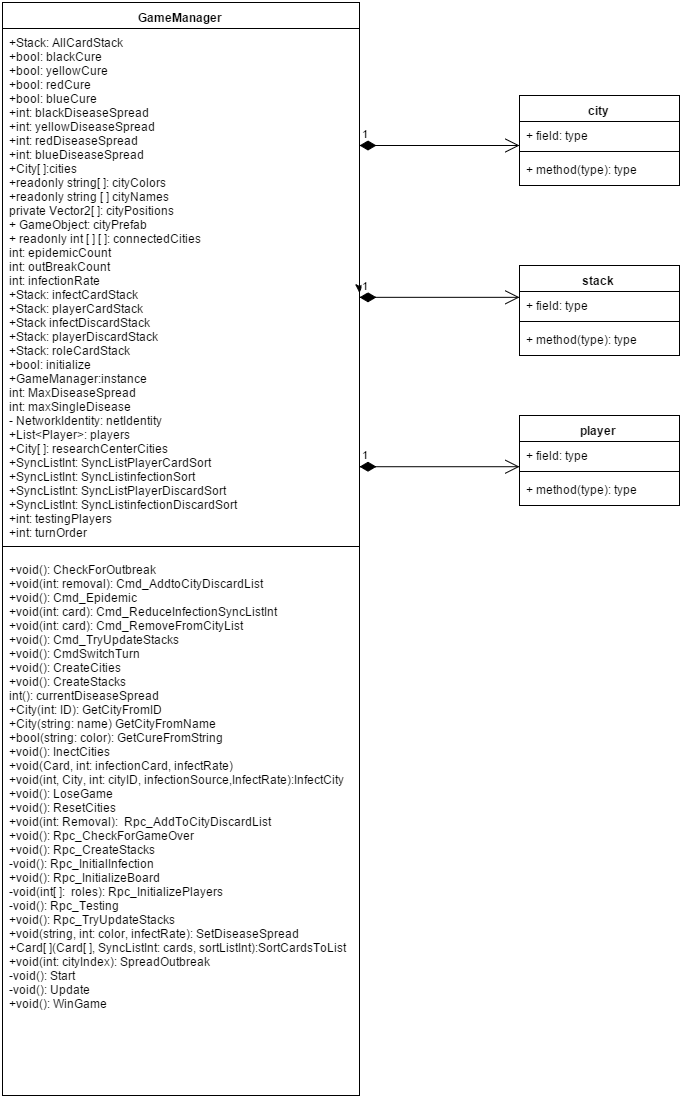 GameManager
+Stack: AllCardStack
+bool: blackCure
+bool: yellowCure
+bool: redCure
+bool: blueCure
+int: blackDiseaseSpread
+int: yellowDiseaseSpread
+int: redDiseaseSpread
+int: blueDiseaseSpread
+City[ ]:cities
+readonly string[ ]: cityColors
+readonly string [ ] cityNames
private Vector2[ ]: cityPositions
+ GameObject: cityPrefab
+ readonly int [ ] [ ]: connectedCities
int: epidemicCount
int: outBreakCount
int: infectionRate
+Stack: infectCardStack
+Stack: playerCardStack
+Stack infectDiscardStack
+Stack: playerDiscardStack
+Stack: roleCardStack
+bool: initialize
+GameManager:instance
int: MaxDiseaseSpread
int: maxSingleDisease
- NetworkIdentity: netIdentity
+List<Player>: players
+City[ ]: researchCenterCities
+SyncListInt: SyncListPlayerCardSort
+SyncListInt: SyncListinfectionSort
+SyncListInt: SyncListPlayerDiscardSort
+SyncListInt: SyncListinfectionDiscardSort
+int: testingPlayers
+int: turnOrder
+void(): CheckForOutbreak
+void(int: removal): Cmd_AddtoCityDiscardList
+void(): Cmd_Epidemic
+void(int: card): Cmd_ReduceInfectionSyncListInt
+void(int: card): Cmd_RemoveFromCityList
+void(): Cmd_TryUpdateStacks
+void(): CmdSwitchTurn
+void(): CreateCities
+void(): CreateStacks
int(): currentDiseaseSpread
+City(int: ID): GetCityFromID
+City(string: name) GetCityFromName
+bool(string: color): GetCureFromString
+void(): InectCities
+void(Card, int: infectionCard, infectRate)
+void(int, City, int: cityID, infectionSource,InfectRate):InfectCity
+void(): LoseGame
+void(): ResetCities
+void(int: Removal):  Rpc_AddToCityDiscardList
+void(): Rpc_CheckForGameOver
+void(): Rpc_CreateStacks
-void(): Rpc_InitialInfection
+void(): Rpc_InitializeBoard
-void(int[ ]:  roles): Rpc_InitializePlayers
-void(): Rpc_Testing
+void(): Rpc_TryUpdateStacks
+void(string, int: color, infectRate): SetDiseaseSpread
+Card[ ](Card[ ], SyncListInt: cards, sortListInt):SortCardsToList
+void(int: cityIndex): SpreadOutbreak
-void(): Start
-void(): Update
+void(): WinGame
1
city
+ field: type
+ method(type): type
1
stack
+ field: type
+ method(type): type
1
player
+ field: type
+ method(type): type